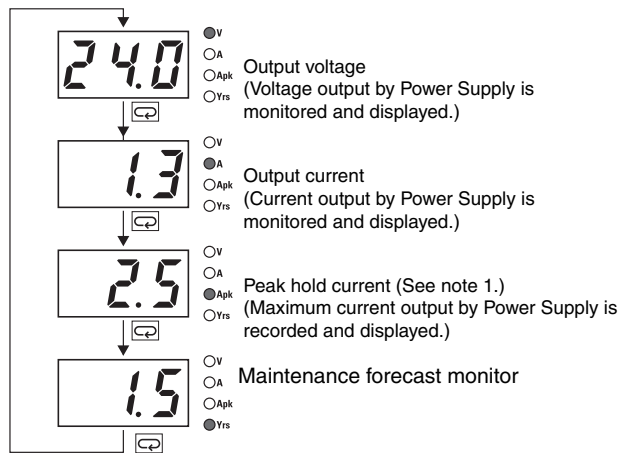 24.0
V
A
Apk
Yrs
Output voltage
(Voltage output by Power Supply is
monitored and displayed.)
1.3
V
A
Apk
Yrs
Output current
(Current output by Power Supply is
monitored and displayed.)
2.5
V
A
Apk
Yrs
Peak hold current (See note 1.)
(Maximum current output by Power Supply is
recorded and displayed.)
1.5
V
A
Apk
Yrs
Maintenance forecast monitor